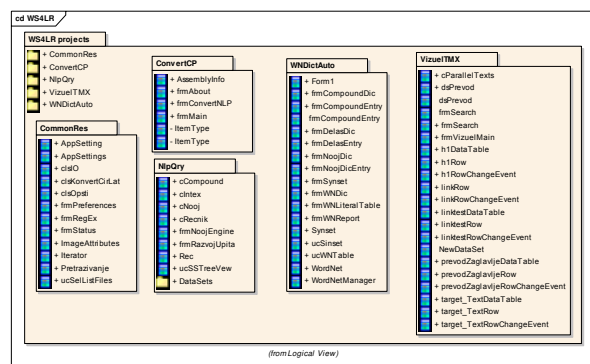 cd WS4LR
WS4LR projects
+ CommonRes
+ ConvertCP
+ NlpQry
+ VizuelTMX
+ WNDictAuto
CommonRes
+ AppSetting
+ AppSettings
+ clsIO
+ clsKonvertCirLat
+ clsOpsti
+ frmPreferences
+ frmRegEx
+ frmStatus
+ ImageAttributes
+ Iterator
+ Pretrazivanje
+ ucSelListFiles
ConvertCP
+ AssemblyInfo
+ frmAbout
+ frmConvertNLP
+ frmMain
- ItemType
- ItemType
NlpQry
+ cCompound
+ cIntex
+ cNooj
+ cRecnik
+ frmNoojEngine
+ frmRazvojUpita
+ Rec
+ ucSSTreeVew
+ DataSets
WNDictAuto
+ Form1
+ frmCompoundDic
+ frmCompoundEntry
frmCompoundEntry
+ frmDelasDic
+ frmDelasEntry
+ frmNoojDic
+ frmNoojDicEntry
+ frmSynset
+ frmWNDic
+ frmWNLiteralTable
+ frmWNReport
+ Synset
+ ucSinset
+ ucWNTable
+ WordNet
+ WordNetManager
VizuelTMX
+ cParallelTexts
+ dsPrevod
dsPrevod
frmSearch
+ frmSearch
+ frmVizuelMain
+ h1DataTable
+ h1Row
+ h1RowChangeEvent
+ linkRow
+ linkRowChangeEvent
+ linktestDataTable
+ linktestRow
+ linktestRowChangeEvent
NewDataSet
+ prevodZaglavljeDataTable
+ prevodZaglavljeRow
+ prevodZaglavljeRowChangeEvent
+ target_TextDataTable
+ target_TextRow
+ target_TextRowChangeEvent
(from Logical View)